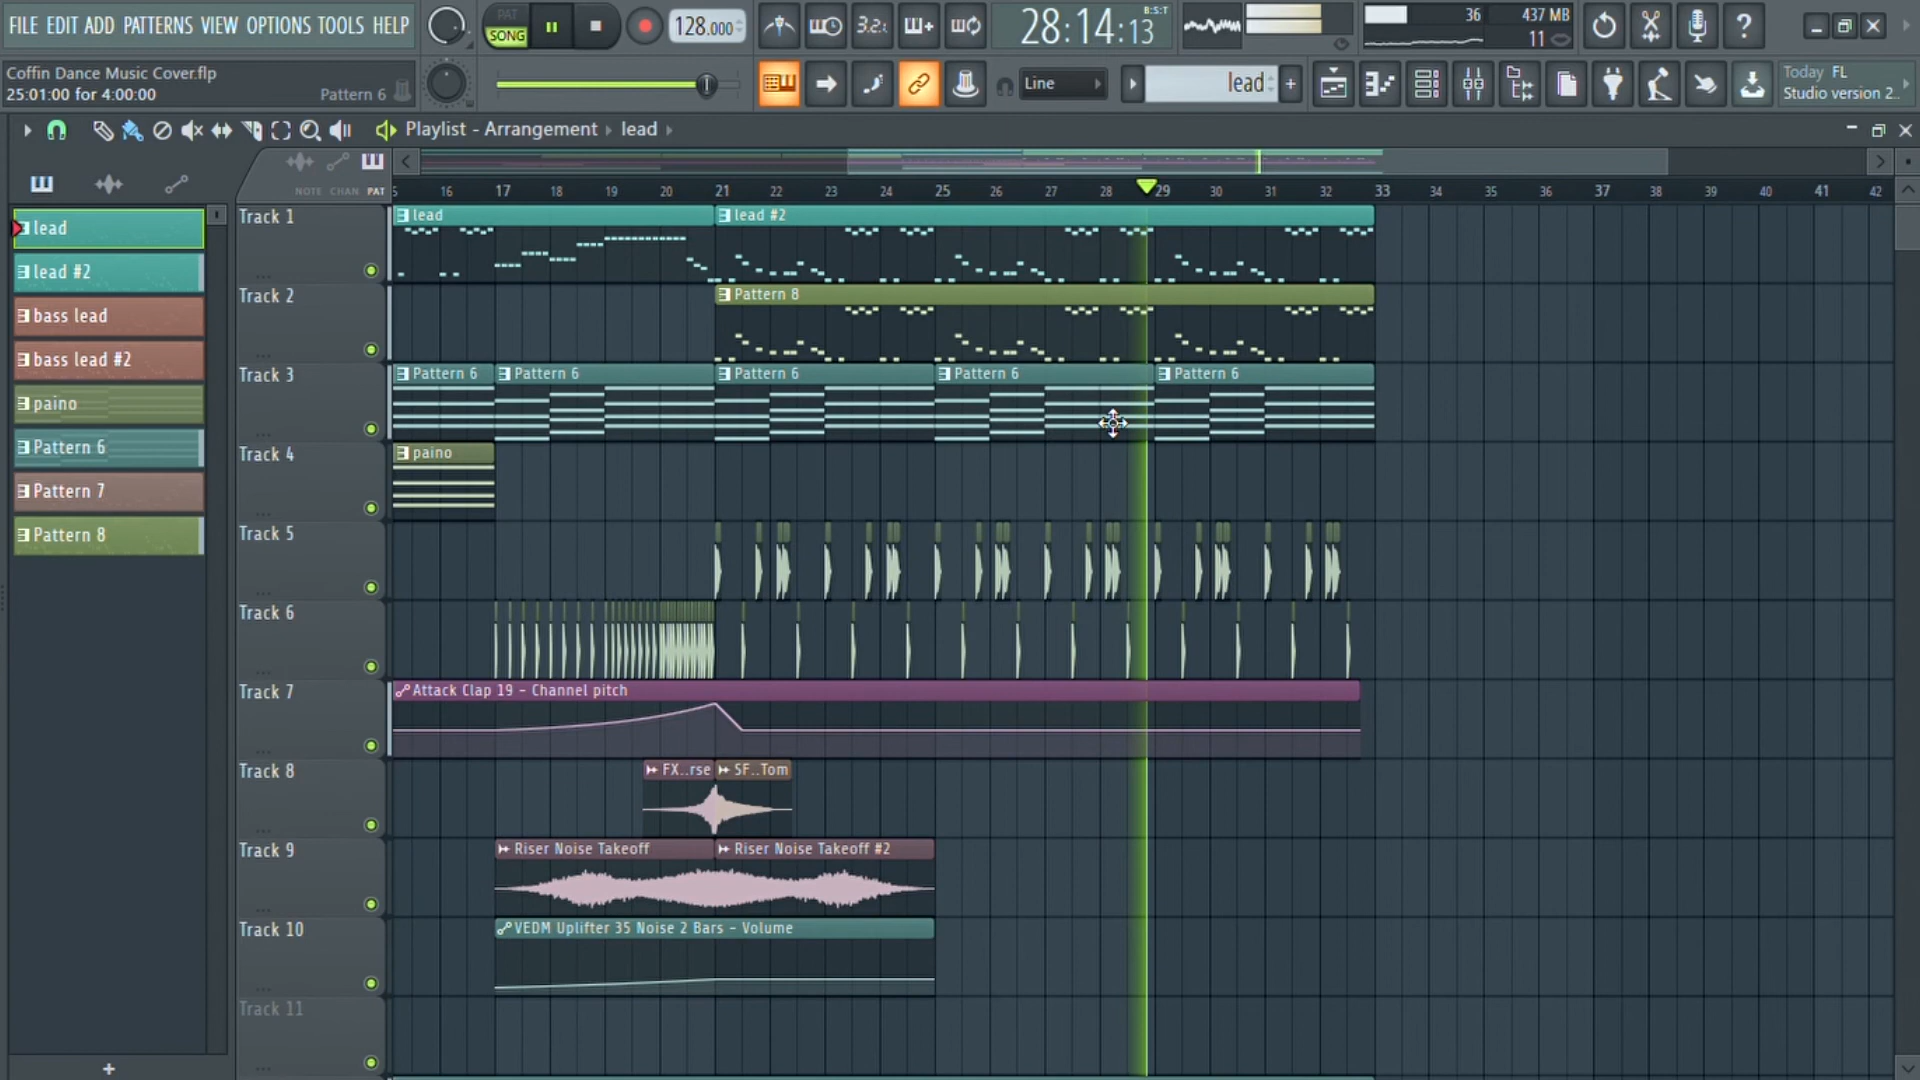 FILE EDIT ADD PATTERNS VIEW OPTIONS TOOLS HELP
PAT
SONG
128.000
3.2.
28:14:13
B:S:T
36
437 MB
11
Coffin Dance Music Cover.flp
25:01:00 for 4:00:00
Pattern 6
Line
lead
Today FL
Studio version 2..
Playlist - Arrangement
lead
NOTE CHAN PAT
5 16 17 18 19 20 21 22 23 24 25 26 27 28 29 30 31 32 33 34 35 36 37 38 39 40 41 42
lead
lead #2
bass lead
bass lead #2
paino
Pattern 6
Pattern 7
Pattern 8
Track 1
lead
lead #2
Track 2
Pattern 8
Track 3
Pattern 6
Pattern 6
Pattern 6
Pattern 6
Pattern 6
Track 4
paino
Track 5
Track 6
Track 7
Attack Clap 19 - Channel pitch
Track 8
FX..rse
SF..Tom
Track 9
Riser Noise Takeoff
Riser Noise Takeoff #2
Track 10
VEDM Uplifter 35 Noise 2 Bars - Volume
Track 11